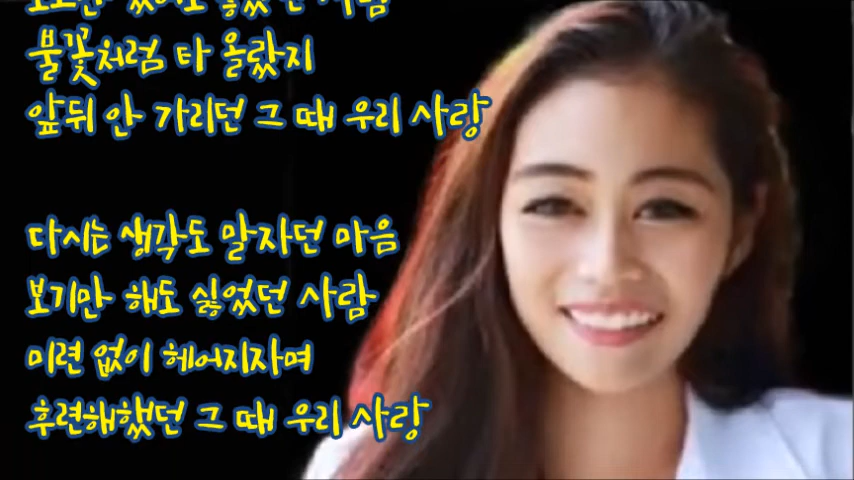 불꽃처럼 타 올랐지
앞뒤 안 가리던 그 때 우리 사랑
다시는 생각도 말자던 마음
보기만 해도 싫었던 사람
미련 없이 헤어지자며
후련해했던 그 때 우리 사랑